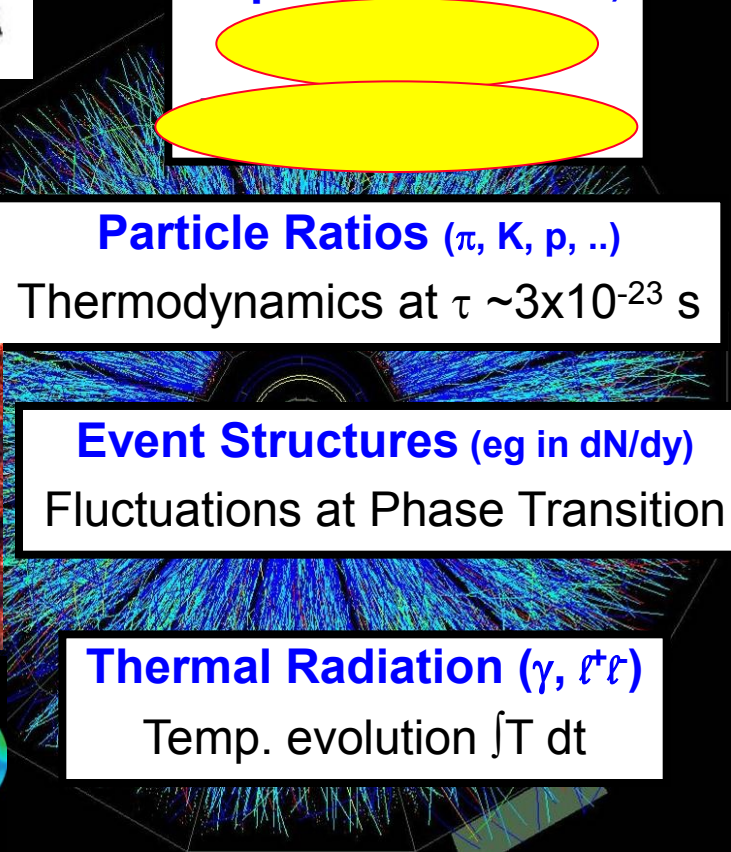 Particle Ratios (π, K, p, ..)
Thermodynamics at τ ~3x10⁻²³ s
Event Structures (eg in dN/dy)
Fluctuations at Phase Transition
Thermal Radiation (γ, ℓ⁺ℓ⁻)
Temp. evolution ∫T dt